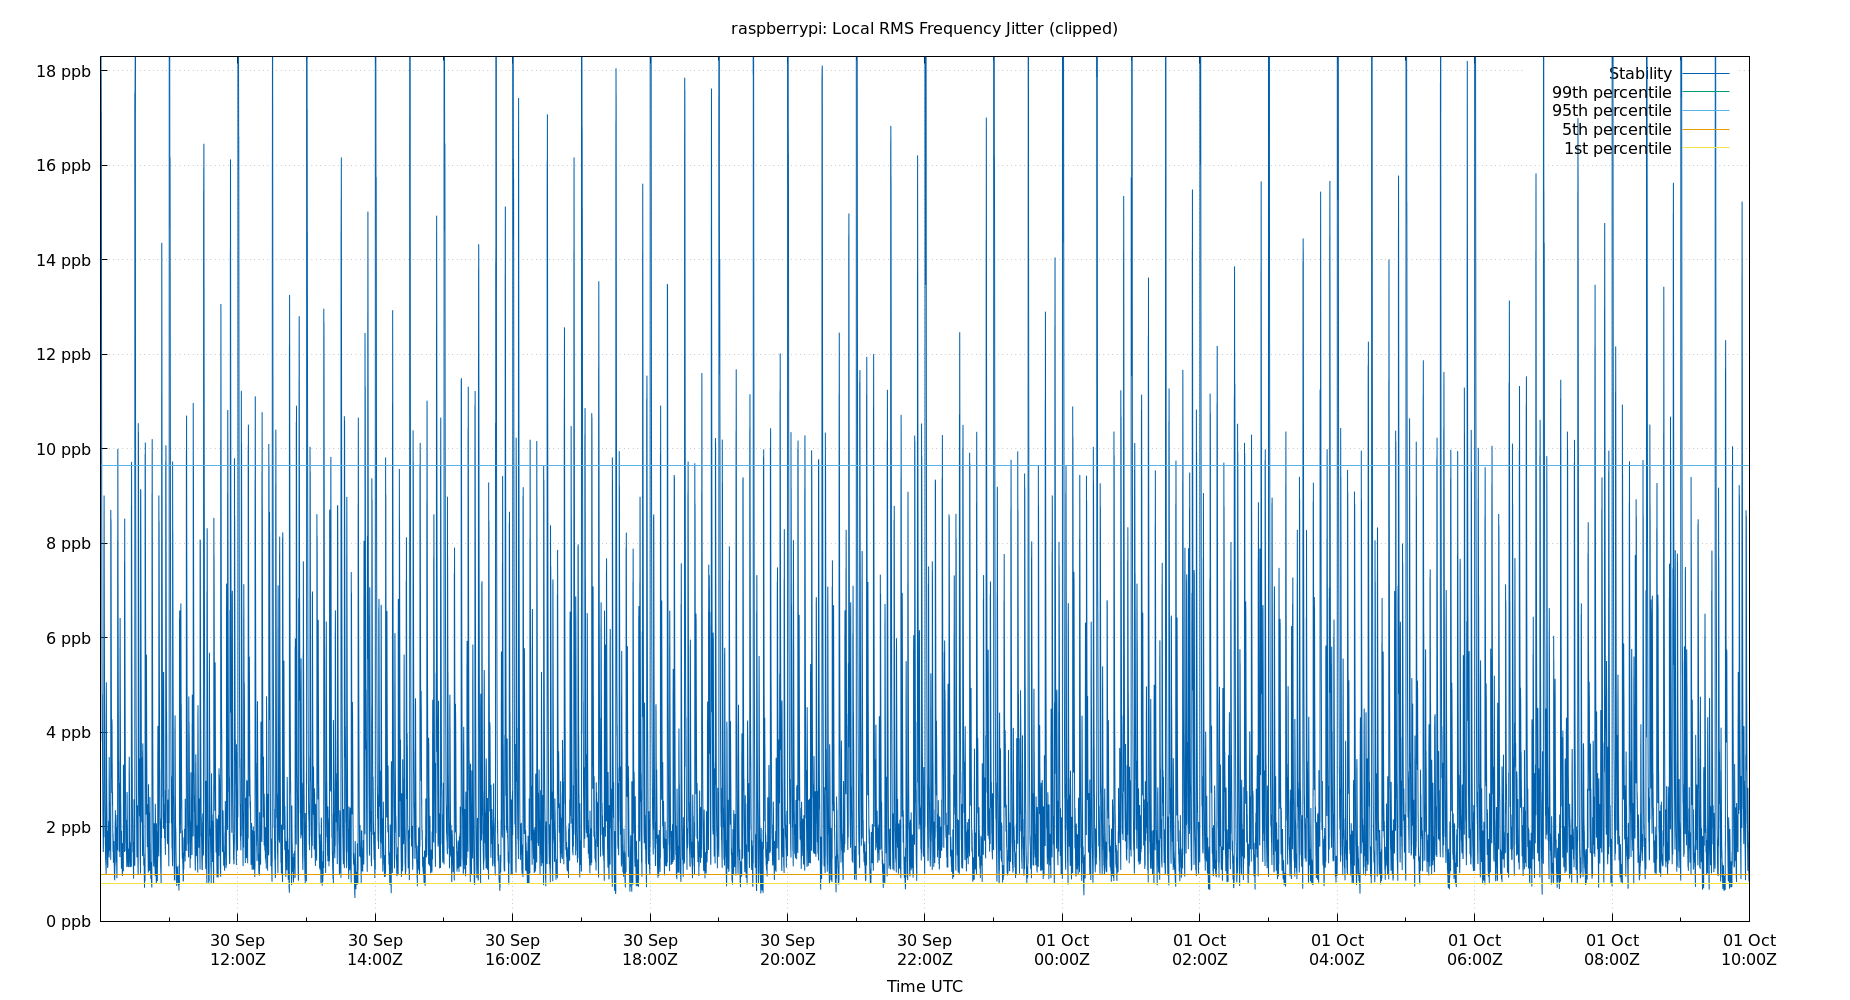 raspberrypi: Local RMS Frequency Jitter (clipped)
18 ppb
16 ppb
14 ppb
12 ppb
10 ppb
8 ppb
6 ppb
4 ppb
2 ppb
0 ppb
Stability
99th percentile
95th percentile
5th percentile
1st percentile
30 Sep 30 Sep 30 Sep 30 Sep 30 Sep 30 Sep 01 Oct 01 Oct 01 Oct 01 Oct 01 Oct 01 Oct
12:00Z 14:00Z 16:00Z 18:00Z 20:00Z 22:00Z 00:00Z 02:00Z 04:00Z 06:00Z 08:00Z 10:00Z
Time UTC